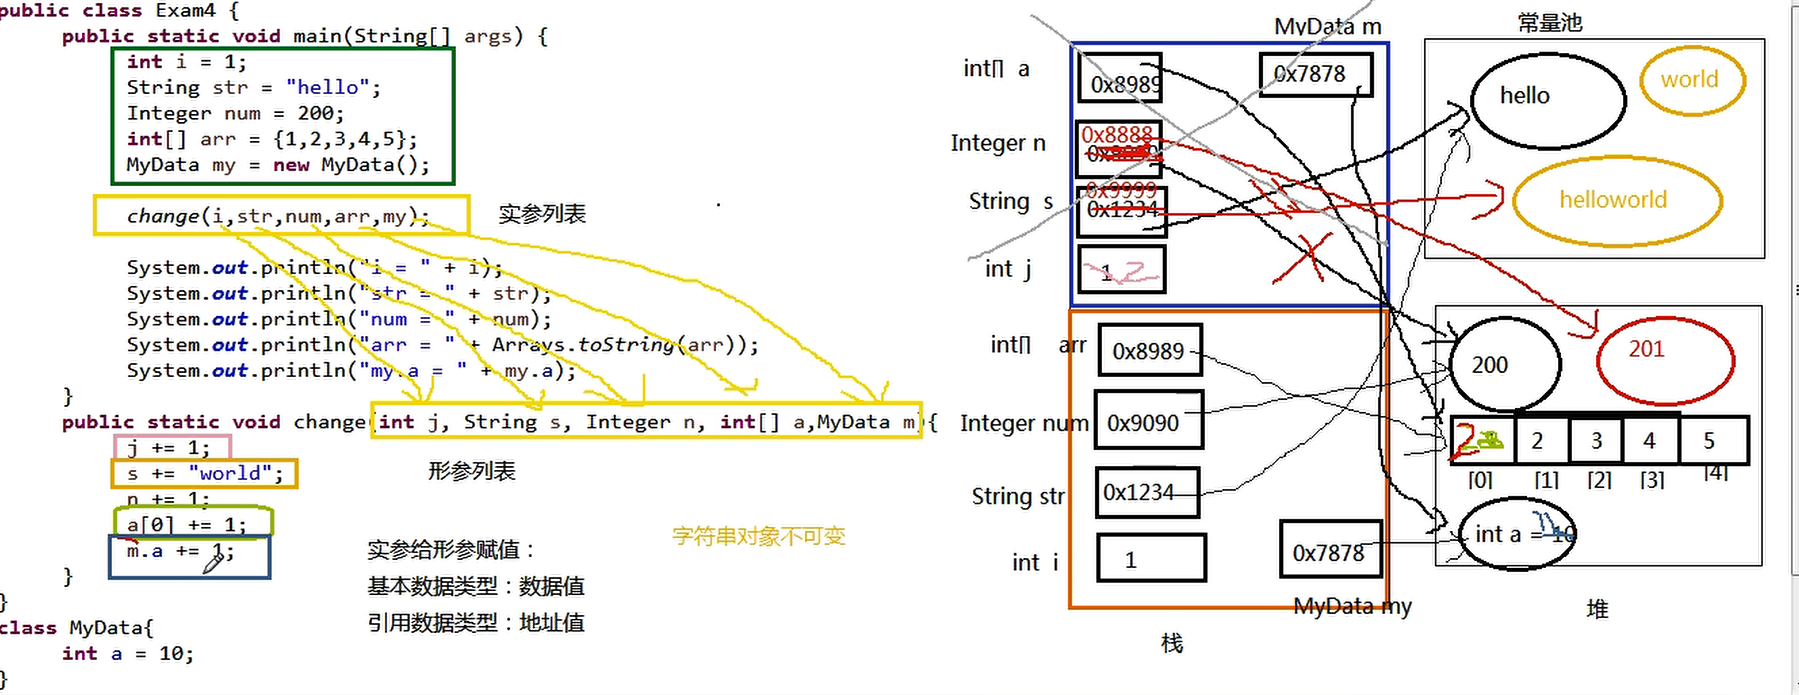 public class Exam4 {
public static void main(String[] args) {
int i = 1;
String str = "hello";
Integer num = 200;
int[] arr = {1,2,3,4,5};
MyData my = new MyData();
change(i,str,num,arr,my);
实参列表
System.out.println("i = " + i);
System.out.println("str = " + str);
System.out.println("num = " + num);
System.out.println("arr = " + Arrays.toString(arr));
System.out.println("my.a = " + my.a);
}
public static void change(int j, String s, Integer n, int[] a,MyData m){
j += 1;
s += "world";
n += 1;
a[0] += 1;
m.a += 1;
}
}
class MyData{
int a = 10;
}
形参列表
实参给形参赋值：
基本数据类型：数据值
引用数据类型：地址值
字符串对象不可变
MyData m
int[] a
0x8989
0x7878
Integer n
0x8888
String s
0x9999
0x1234
int j
1 2
int[] arr
0x8989
Integer num
0x9090
String str
0x1234
int i
1
0x7878
MyData my
栈
常量池
hello
world
helloworld
200
201
2 2 3 4 5
[0] [1] [2] [3] [4]
int a = 10
堆